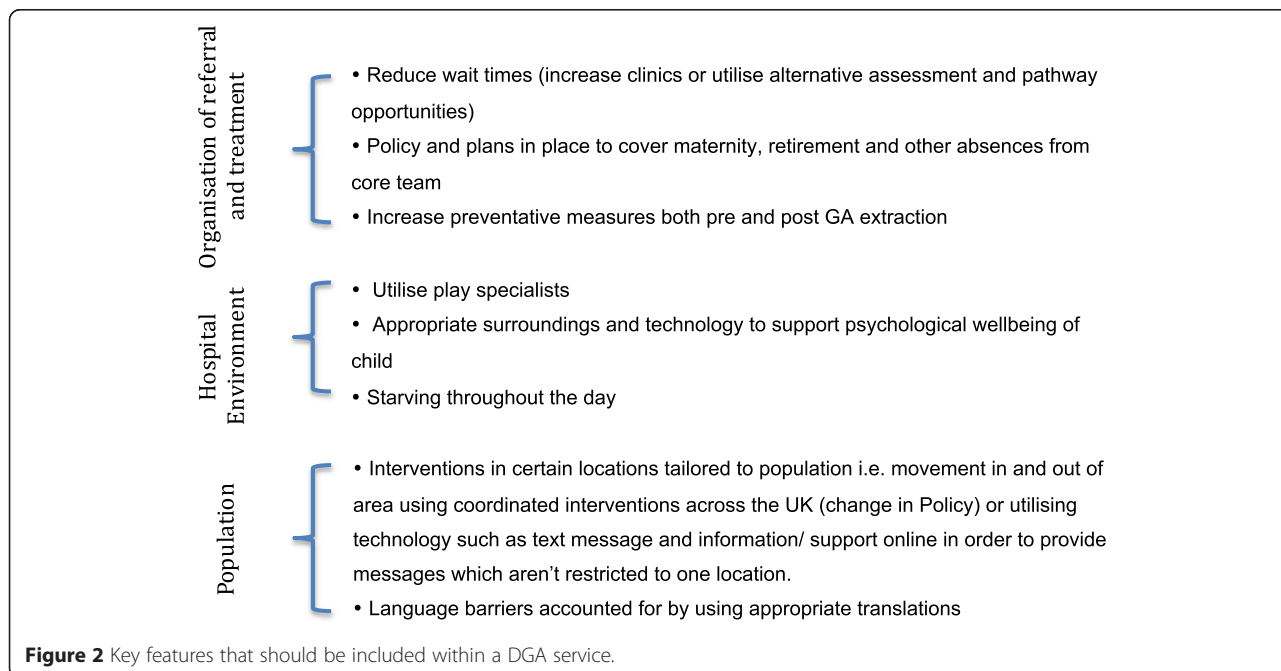 Organisation of referral
and treatment
• Reduce wait times (increase clinics or utilise alternative assessment and pathway
opportunities)
• Policy and plans in place to cover maternity, retirement and other absences from
core team
• Increase preventative measures both pre and post GA extraction
Hospital
Environment
• Utilise play specialists
• Appropriate surroundings and technology to support psychological wellbeing of
child
• Starving throughout the day
Population
• Interventions in certain locations tailored to population i.e. movement in and out of
area using coordinated interventions across the UK (change in Policy) or utilising
technology such as text message and information/ support online in order to provide
messages which aren’t restricted to one location.
• Language barriers accounted for by using appropriate translations
Figure 2 Key features that should be included within a DGA service.